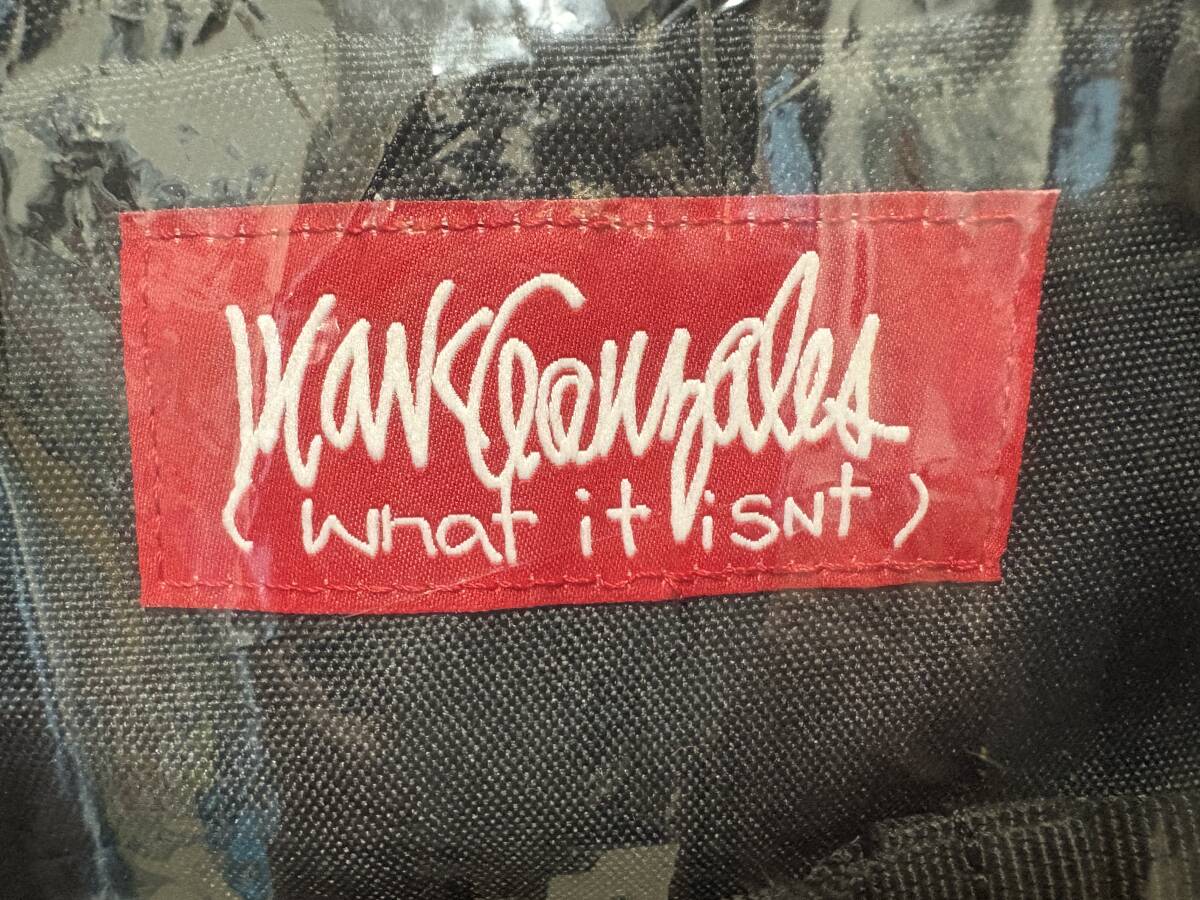 Mark Gonzales
( what it isNt )